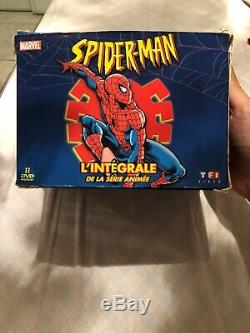 MARVEL
SPIDER-MAN
L'INTÉGRALE
DE LA SÉRIE ANIMÉE
11
DVD
TF1
VIDEO